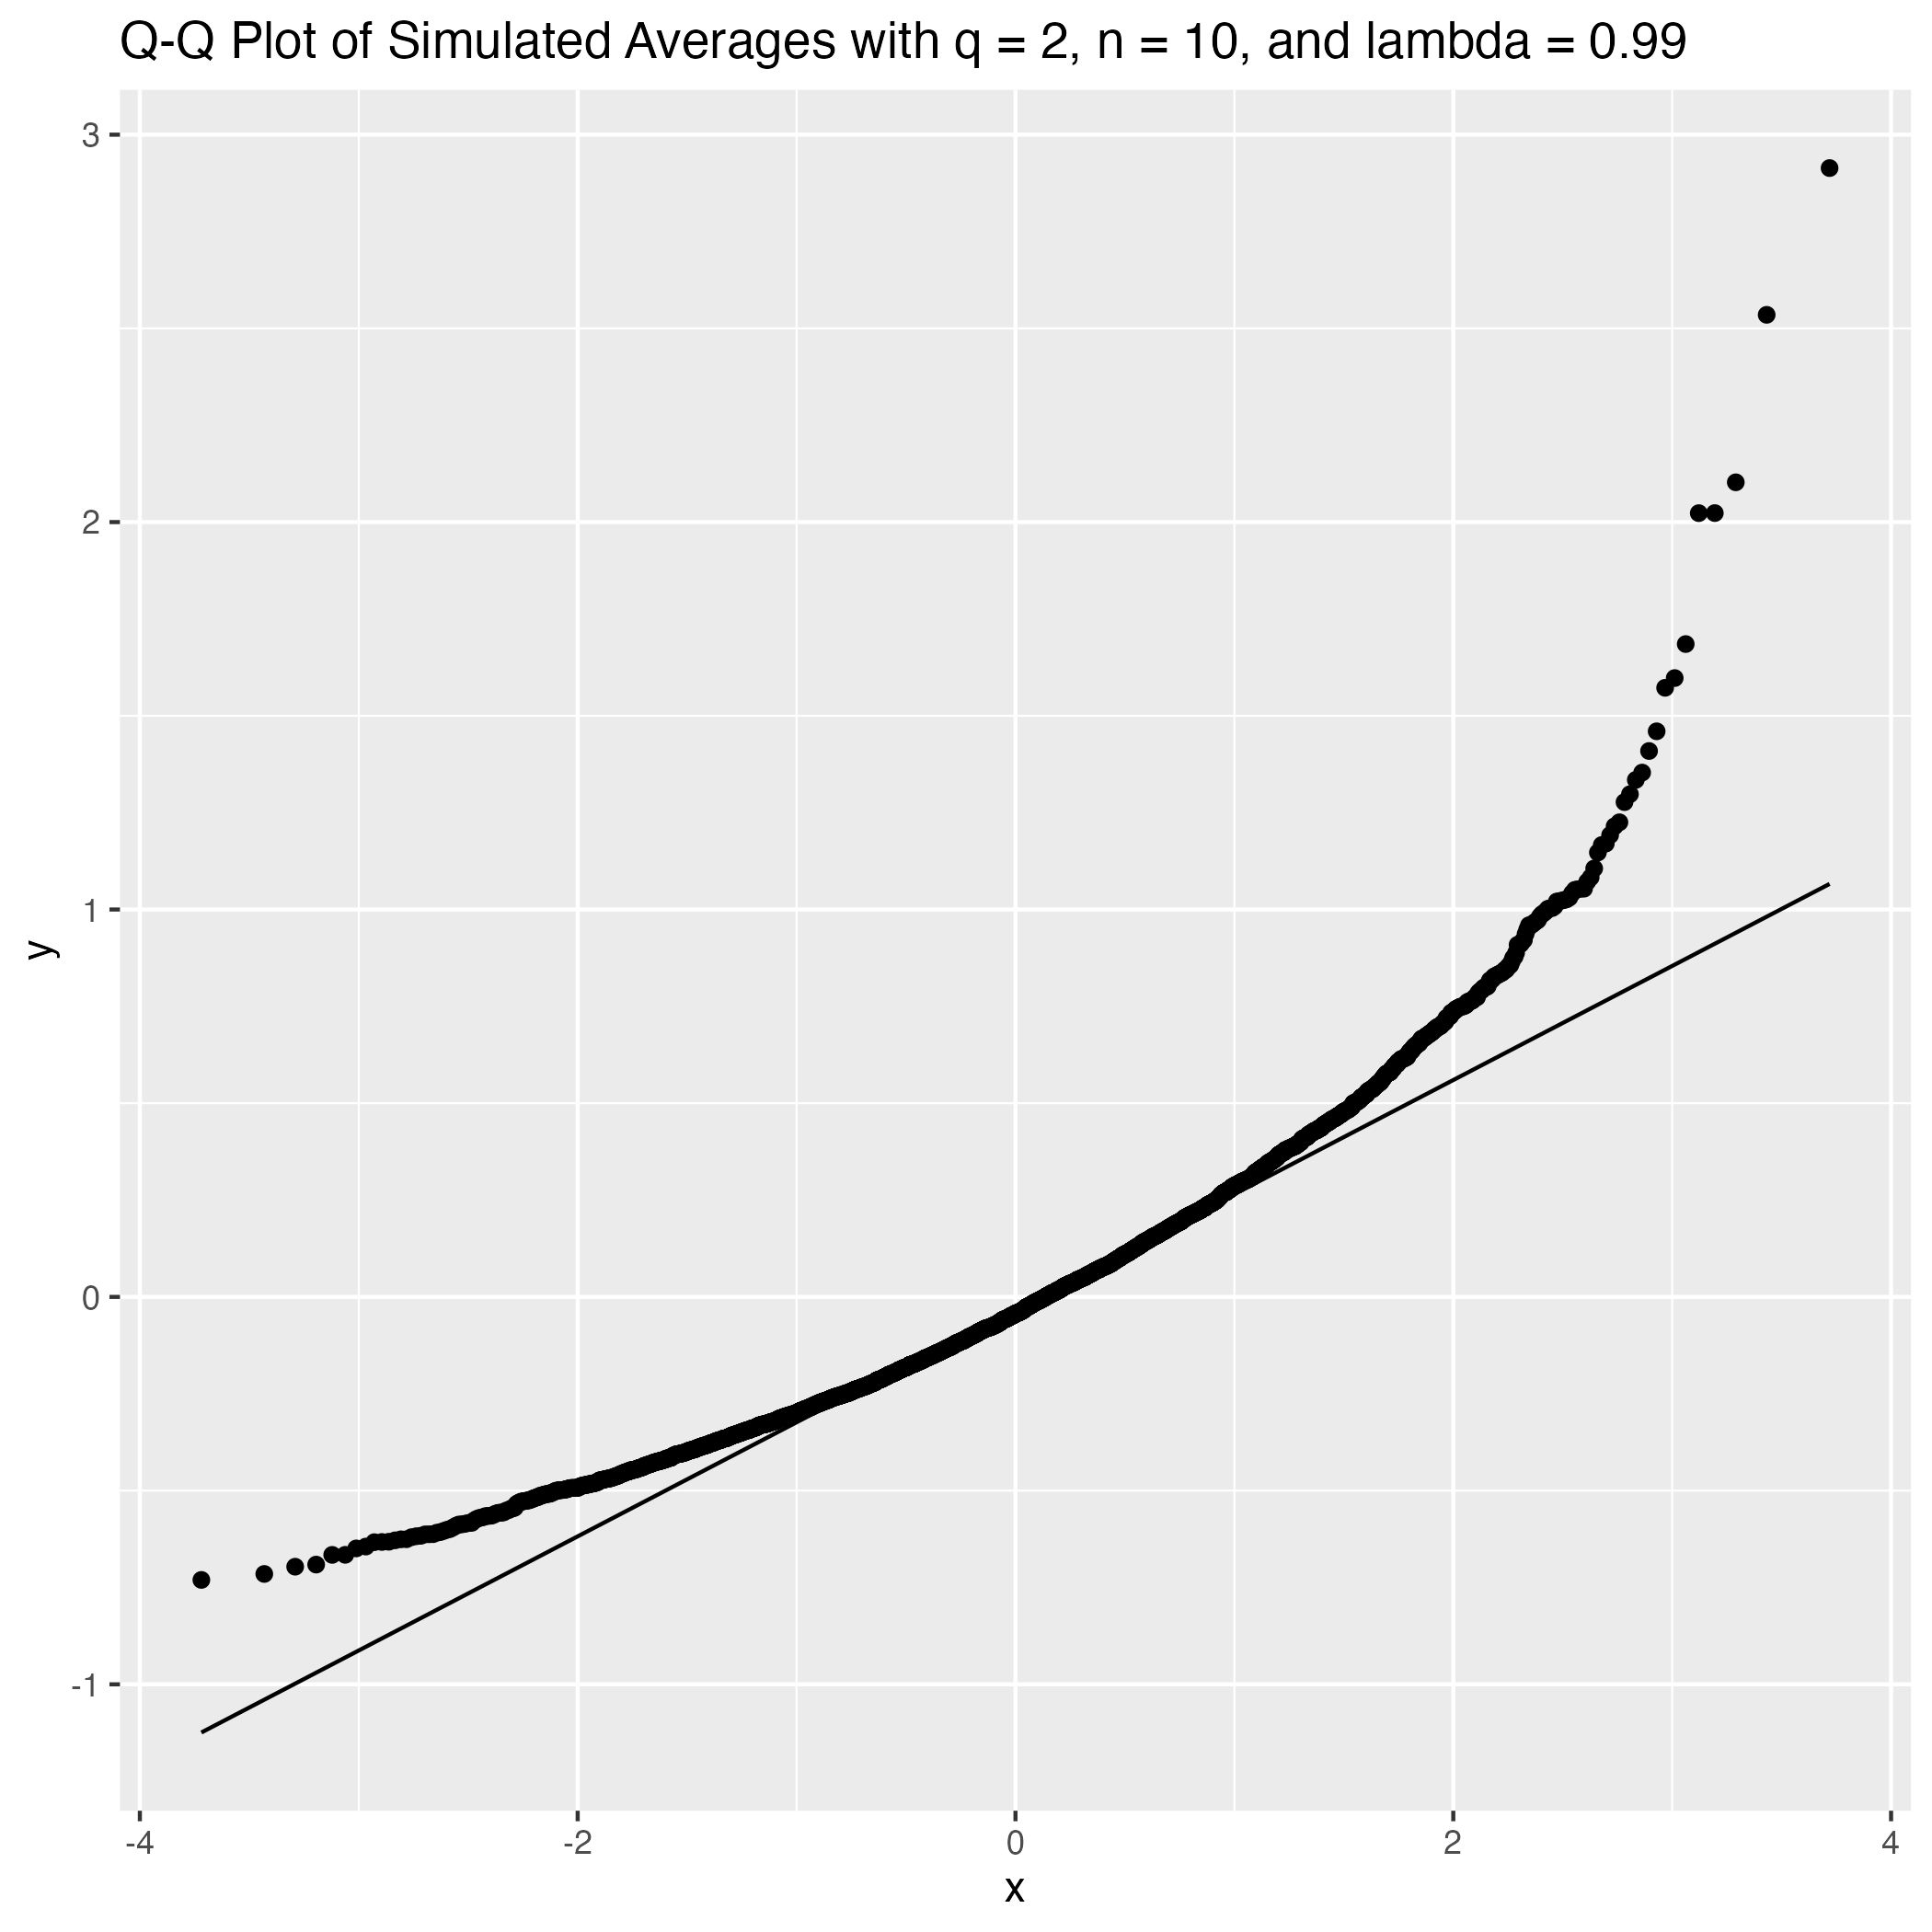 Q-Q Plot of Simulated Averages with q = 2, n = 10, and lambda = 0.99
3
2
1
0
-1
y
-4 -2 0 2 4
x